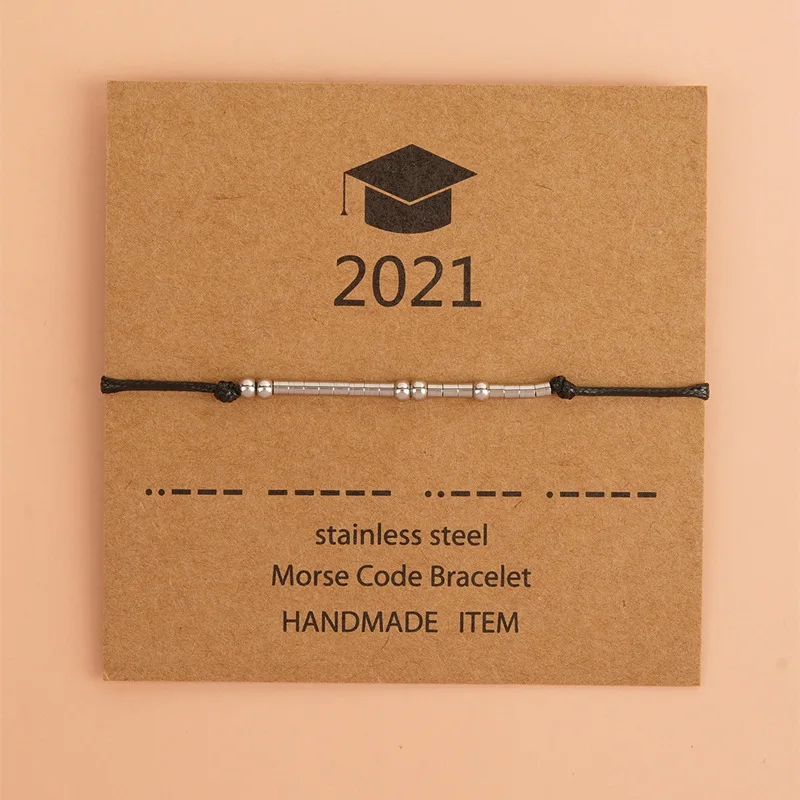 2021
..--- ----- ..--- .----
stainless steel
Morse Code Bracelet
HANDMADE ITEM